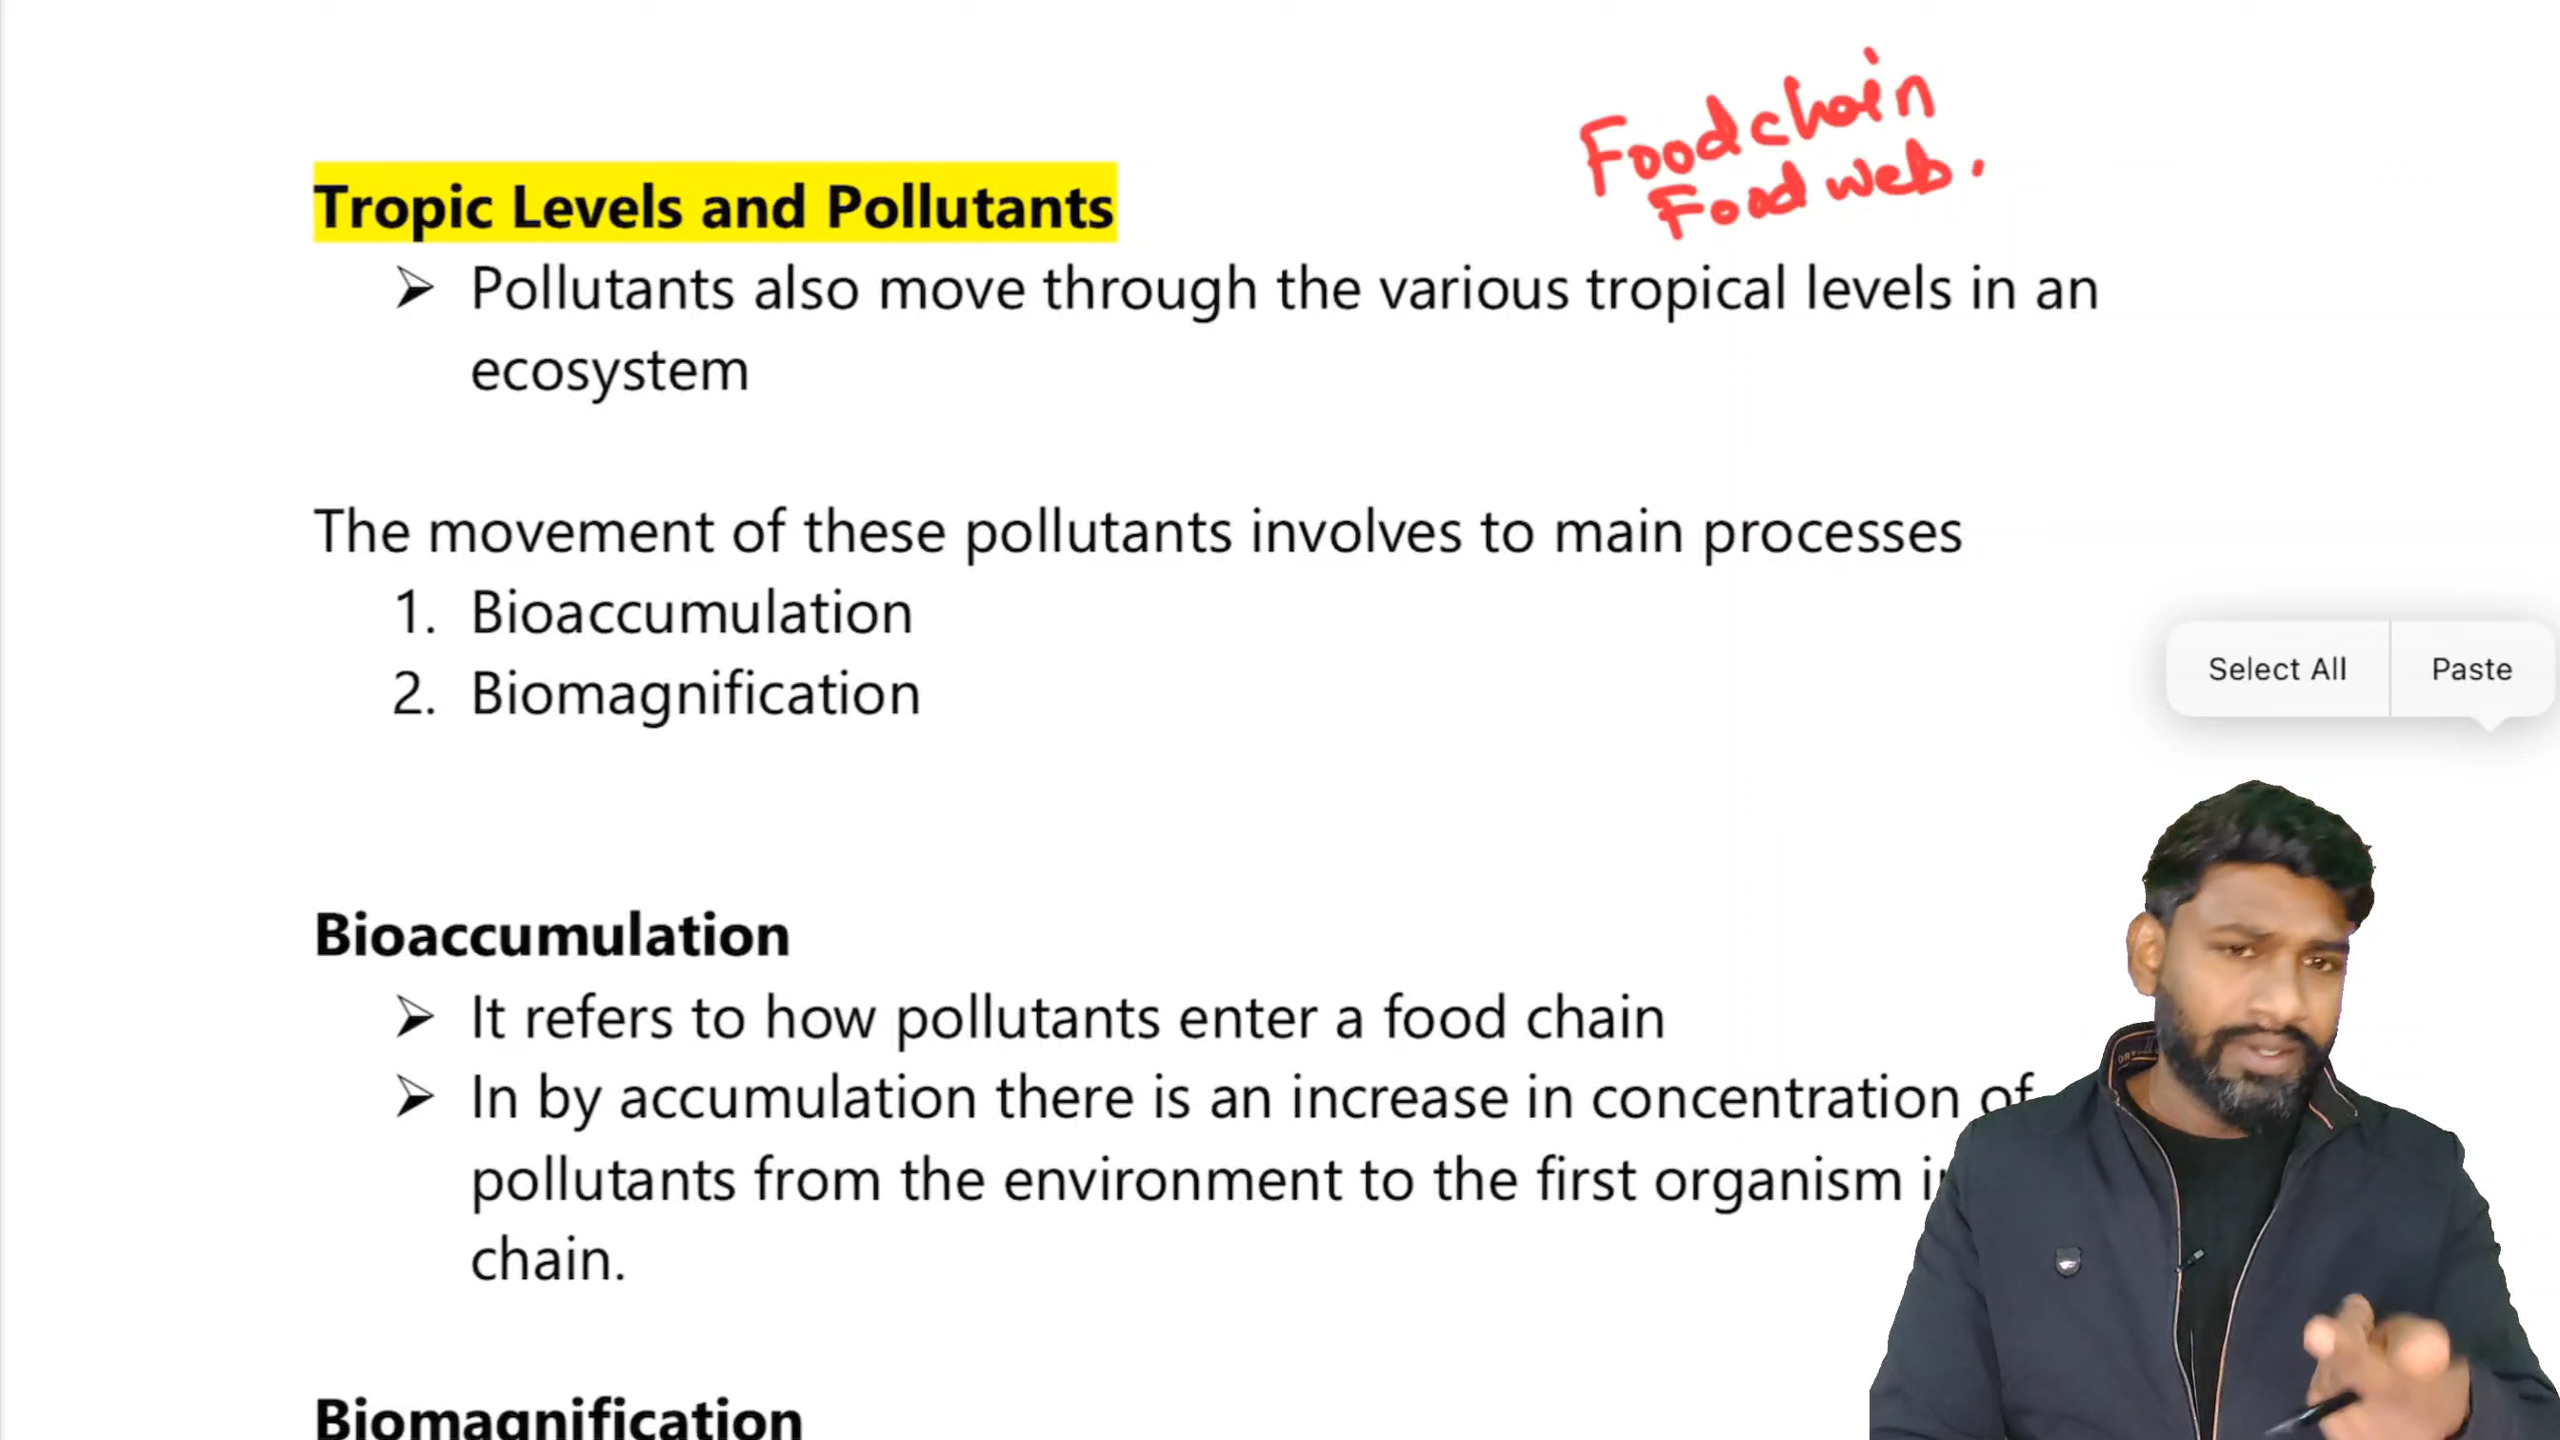 Food chain
Food web.
Tropic Levels and Pollutants
➢ Pollutants also move through the various tropical levels in an
ecosystem
The movement of these pollutants involves to main processes
1. Bioaccumulation
2. Biomagnification
Select All Paste
Bioaccumulation
➢ It refers to how pollutants enter a food chain
➢ In by accumulation there is an increase in concentration of
pollutants from the environment to the first organism
chain.
Biomagnification